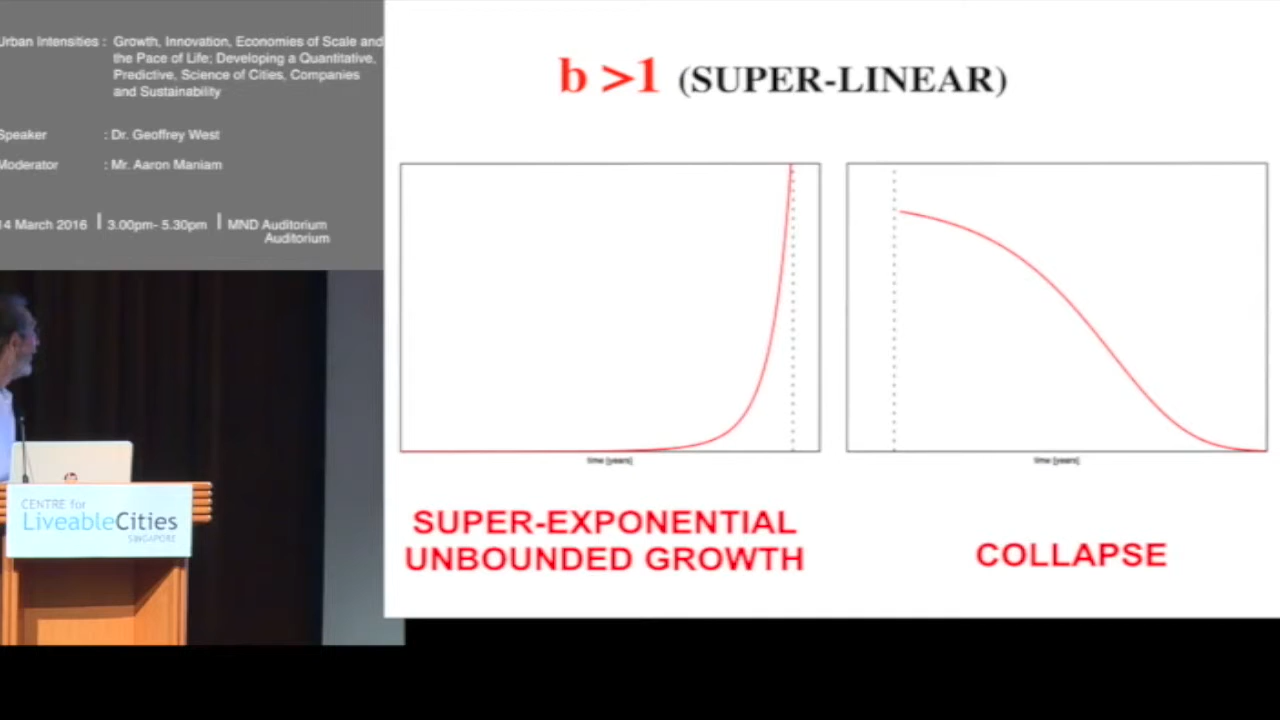 Urban Intensities : Growth, Innovation, Economies of Scale and
the Pace of Life; Developing a Quantitative,
Predictive, Science of Cities, Companies
and Sustainability
Speaker : Dr. Geoffrey West
Moderator : Mr. Aaron Maniam
14 March 2016 | 3.00pm- 5.30pm | MND Auditorium
Auditorium
b >1 (SUPER-LINEAR)
time [years]
time [years]
SUPER-EXPONENTIAL
UNBOUNDED GROWTH
COLLAPSE
CENTRE for
LiveableCities
SINGAPORE